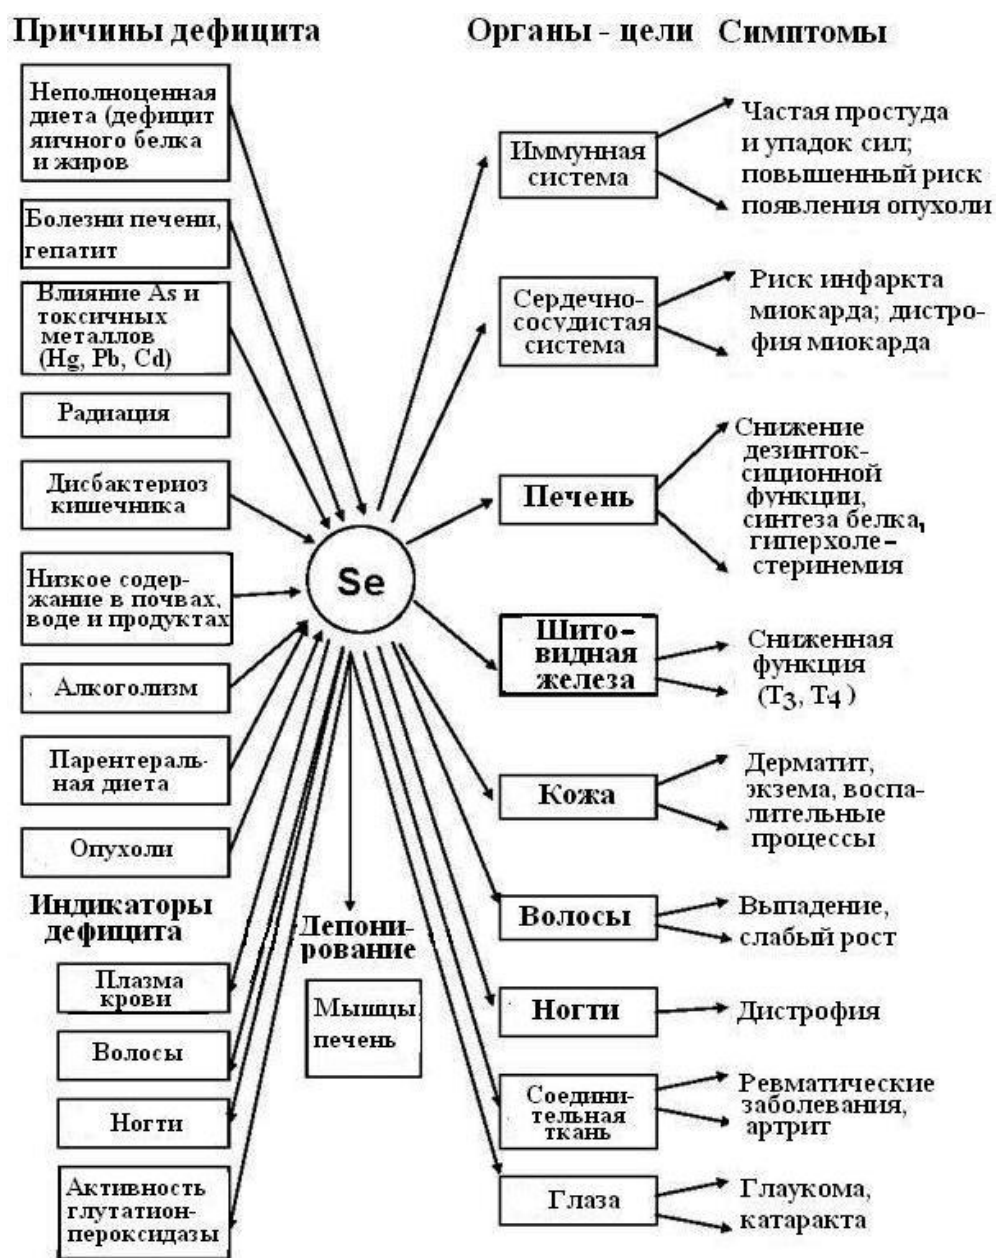 Причины дефицита
Неполноценная
диета (дефицит
яичного белка
и жиров
Болезни печени,
гепатит
Влияние As и
токсичных
металлов
(Hg, Pb, Cd)
Радиация
Дисбактериоз
кишечника
Низкое содер-
жание в почвах,
воде и продуктах
Алкоголизм
Парентераль-
ная диета
Опухоли
Индикаторы
дефицита
Плазма
крови
Волосы
Ногти
Активность
глутатион-
пероксидазы
Se
Депони-
рование
Мышцы,
печень
Органы - цели
Иммунная
система
Сердечно-
сосудистая
система
Печень
Шито-
видная
железа
Кожа
Волосы
Ногти
Соедини-
тельная
ткань
Глаза
Симптомы
Частая простуда
и упадок сил;
повышенный риск
появления опухоли
Риск инфаркта
миокарда; дистро-
фия миокарда
Снижение
дезинток-
сиционной
функции,
синтеза белка,
гиперхоле-
стеринемия
Сниженная
функция
(Т3, Т4)
Дерматит,
экзема, воспа-
лительные
процессы
Выпадение,
слабый рост
Дистрофия
Ревматические
заболевания,
артрит
Глаукома,
катаракта